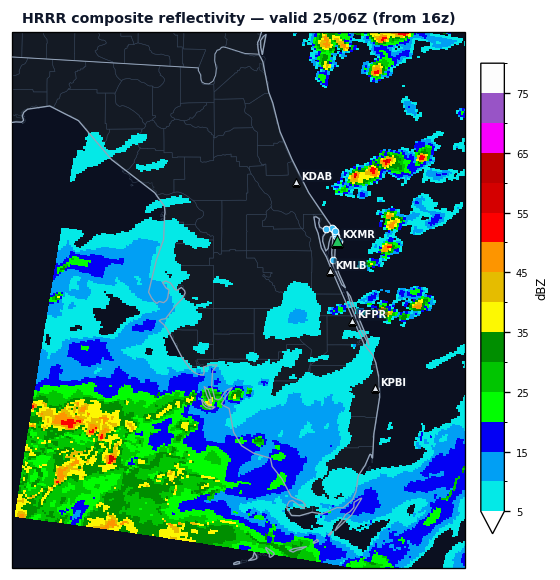 HRRR composite reflectivity — valid 25/06Z (from 16z)
KDAB
KXMR
KMLB
KFPR
KPBI
75
65
55
45
35
25
15
5
dBZ